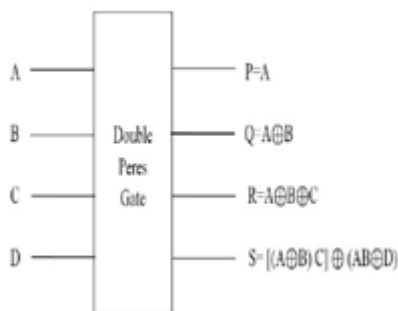 A
P=A
B
Double
Q=A⊕B
Peres
C
Gate
R=A⊕B⊕C
D
S=[(A⊕B) C] ⊕ (AB⊕D)